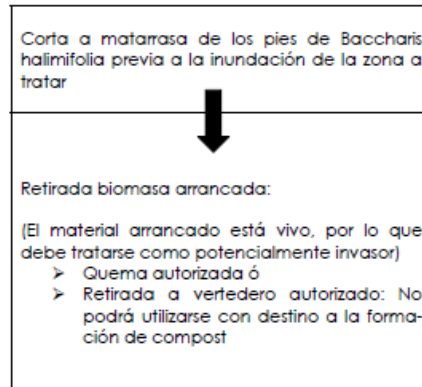 Corta a matarrasa de los pies de Baccharis
halimifolia previa a la inundación de la zona a
tratar
Retirada biomasa arrancada:
(El material arrancado está vivo, por lo que
debe tratarse como potencialmente invasor)
➢ Quema autorizada ó
➢ Retirada a vertedero autorizado: No
podrá utilizarse con destino a la forma-
ción de compost